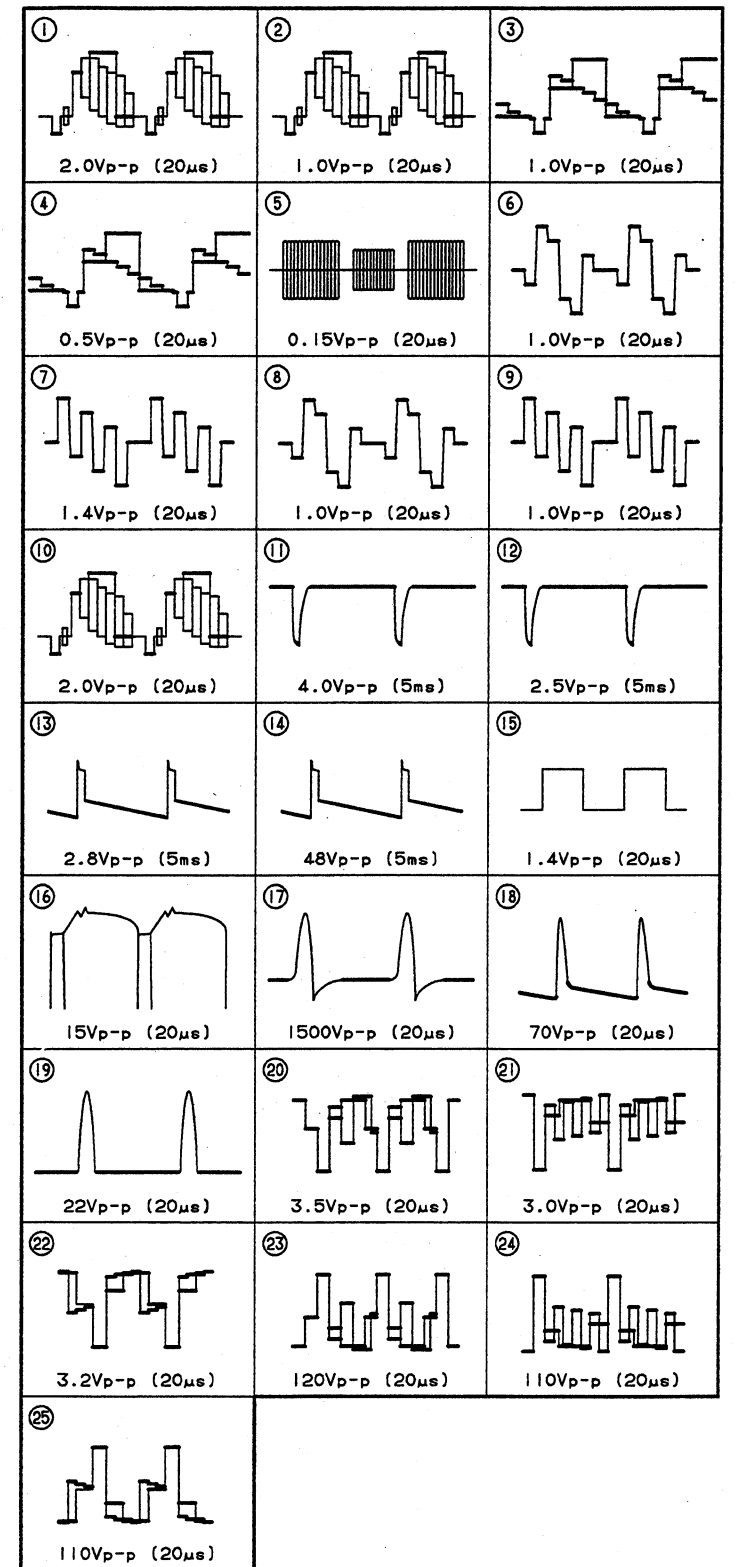 ① ② ③
2.0Vp-p (20μs) 1.0Vp-p (20μs) 1.0Vp-p (20μs)
④ ⑤ ⑥
0.5Vp-p (20μs) 0.15Vp-p (20μs) 1.0Vp-p (20μs)
⑦ ⑧ ⑨
1.4Vp-p (20μs) 1.0Vp-p (20μs) 1.0Vp-p (20μs)
⑩ ⑪ ⑫
2.0Vp-p (20μs) 4.0Vp-p (5ms) 2.5Vp-p (5ms)
⑬ ⑭ ⑮
2.8Vp-p (5ms) 48Vp-p (5ms) 1.4Vp-p (20μs)
⑯ ⑰ ⑱
15Vp-p (20μs) 1500Vp-p (20μs) 70Vp-p (20μs)
⑲ ⑳ ㉑
22Vp-p (20μs) 3.5Vp-p (20μs) 3.0Vp-p (20μs)
㉒ ㉓ ㉔
3.2Vp-p (20μs) 120Vp-p (20μs) 110Vp-p (20μs)
㉕
110Vp-p (20μs)